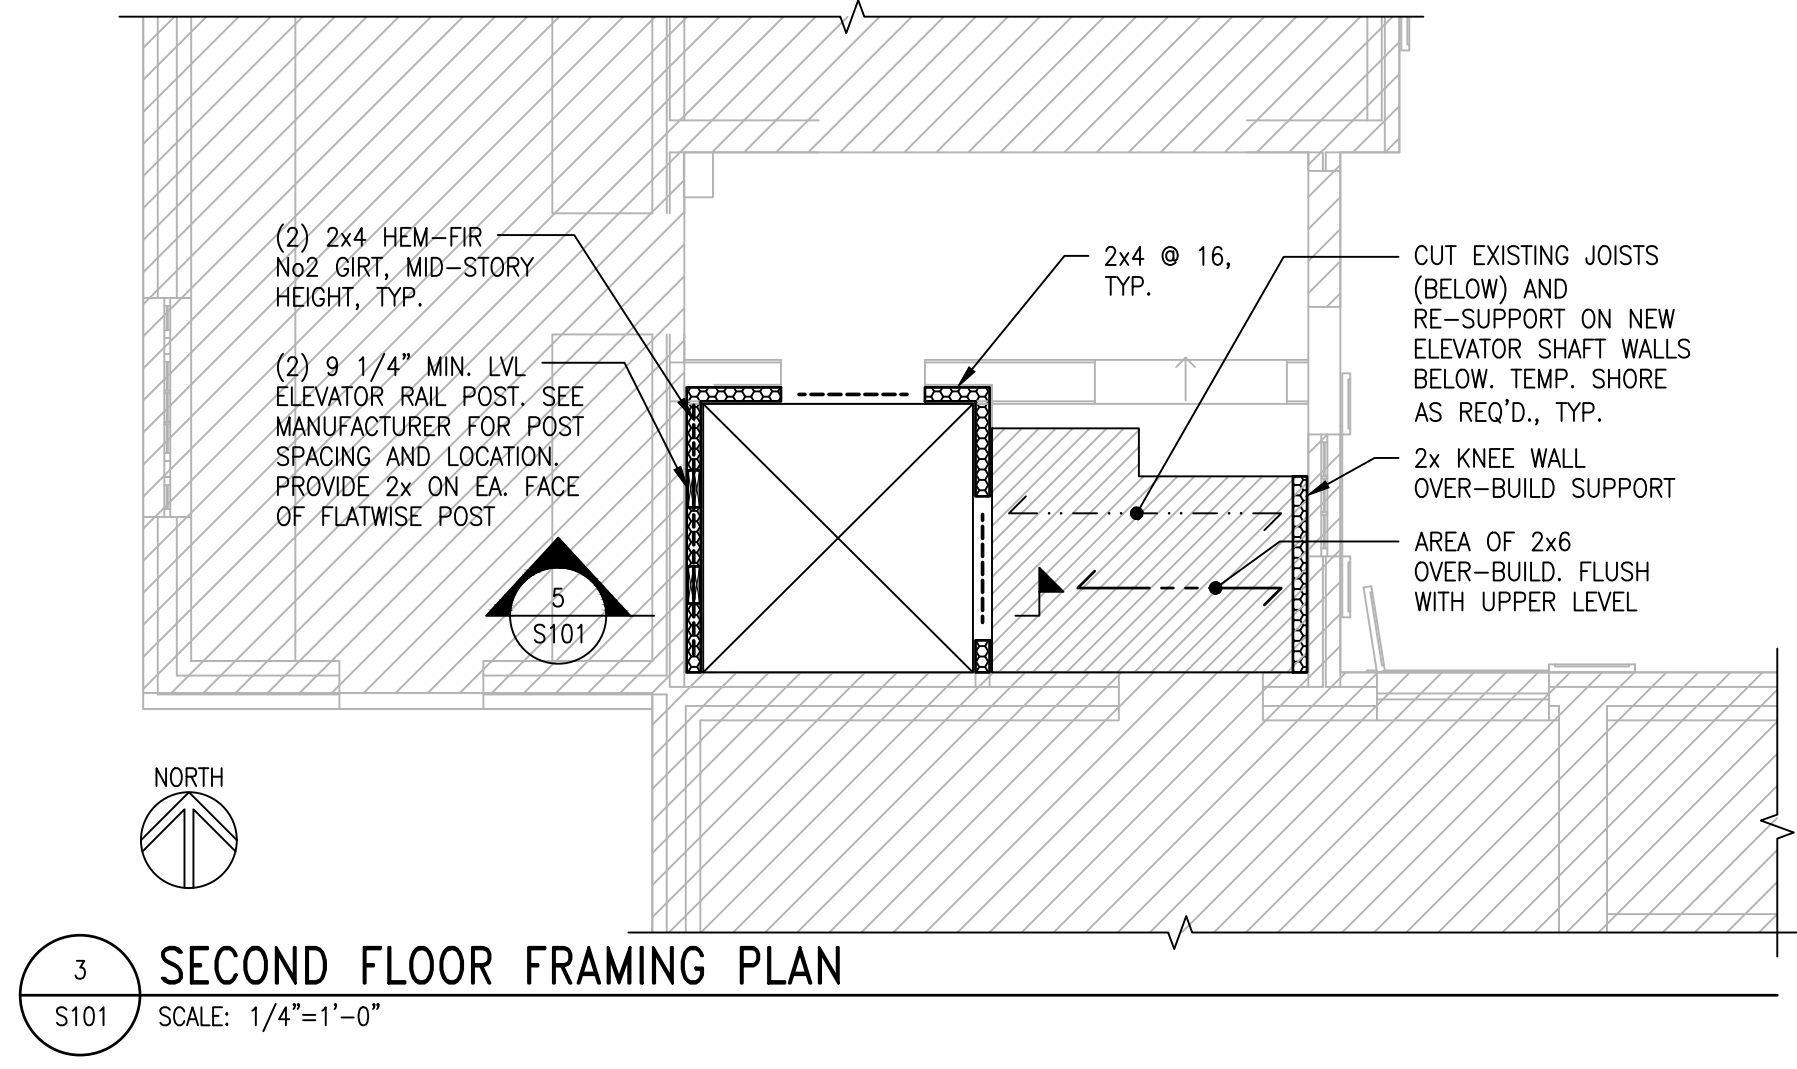 (2) 2x4 HEM-FIR
No2 GIRT, MID-STORY
HEIGHT, TYP.
(2) 9 1/4" MIN. LVL
ELEVATOR RAIL POST. SEE
MANUFACTURER FOR POST
SPACING AND LOCATION.
PROVIDE 2x ON EA. FACE
OF FLATWISE POST
5
S101
2x4 @ 16,
TYP.
CUT EXISTING JOISTS
(BELOW) AND
RE-SUPPORT ON NEW
ELEVATOR SHAFT WALLS
BELOW. TEMP. SHORE
AS REQ'D., TYP.
2x KNEE WALL
OVER-BUILD SUPPORT
AREA OF 2x6
OVER-BUILD. FLUSH
WITH UPPER LEVEL
NORTH
3
S101
SECOND FLOOR FRAMING PLAN
SCALE: 1/4"=1'-0"